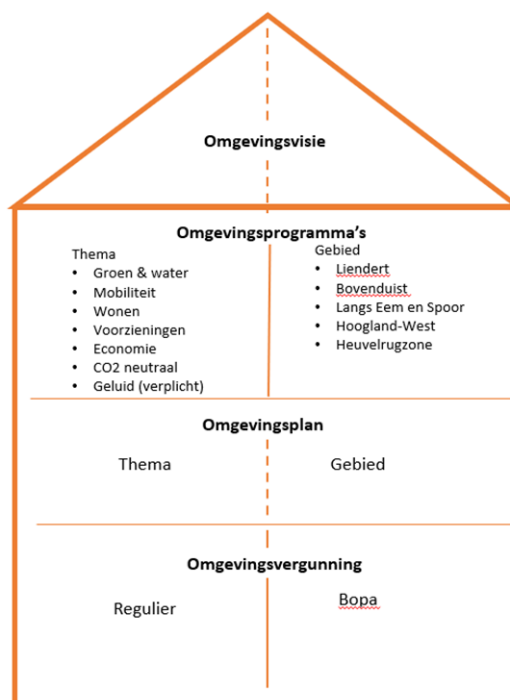 Omgevingsvisie
Omgevingsprogramma's
Thema
• Groen & water
• Mobiliteit
• Wonen
• Voorzieningen
• Economie
• CO2 neutraal
• Geluid (verplicht)
Gebied
• Liendert
• Bovenduist
• Langs Eem en Spoor
• Hoogland-West
• Heuvelrugzone
Omgevingsplan
Thema
Gebied
Omgevingsvergunning
Regulier
Bopa